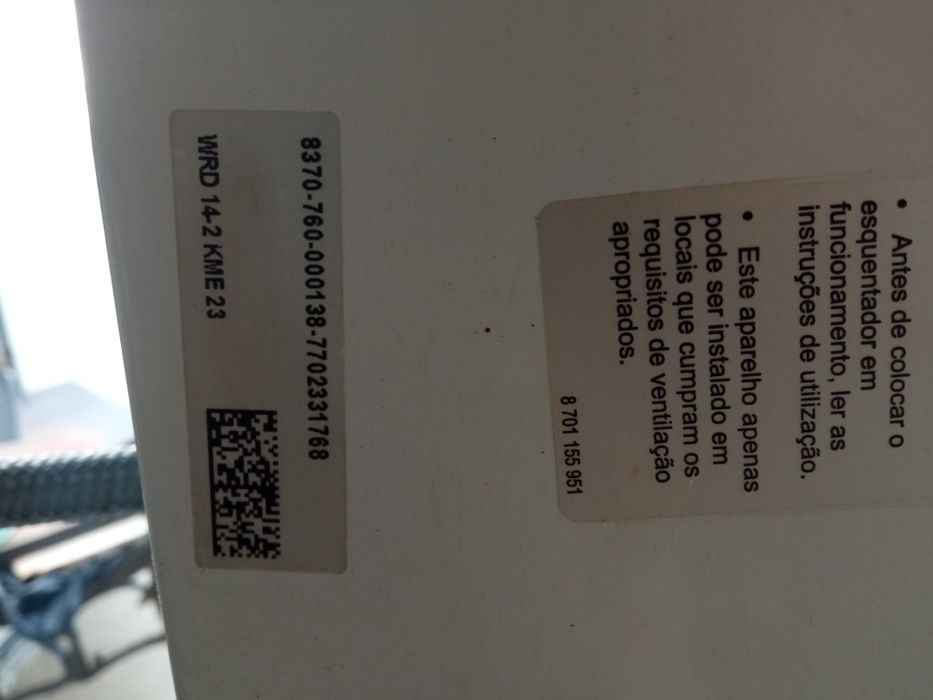 8370-760-000138-7702331768
WRD 14-2 KME 23
• Antes de colocar o
esquentador em
funcionamento, ler as
instruções de utilização.
• Este aparelho apenas
pode ser instalado em
locais que cumpram os
requisitos de ventilação
apropriados.
8 701 155 951